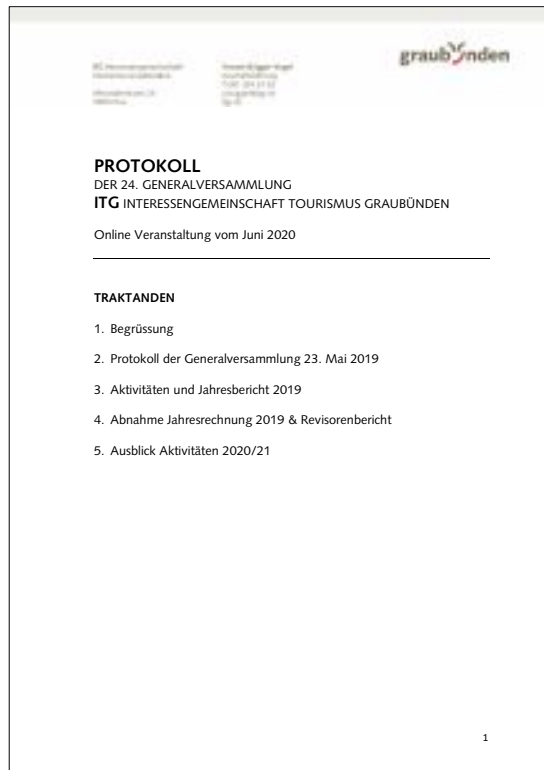 graubünden
PROTOKOLL
DER 24. GENERALVERSAMMLUNG
ITG INTERESSENGEMEINSCHAFT TOURISMUS GRAUBÜNDEN
Online Veranstaltung vom Juni 2020
TRAKTANDEN
1. Begrüssung
2. Protokoll der Generalversammlung 23. Mai 2019
3. Aktivitäten und Jahresbericht 2019
4. Abnahme Jahresrechnung 2019 & Revisorenbericht
5. Ausblick Aktivitäten 2020/21
1